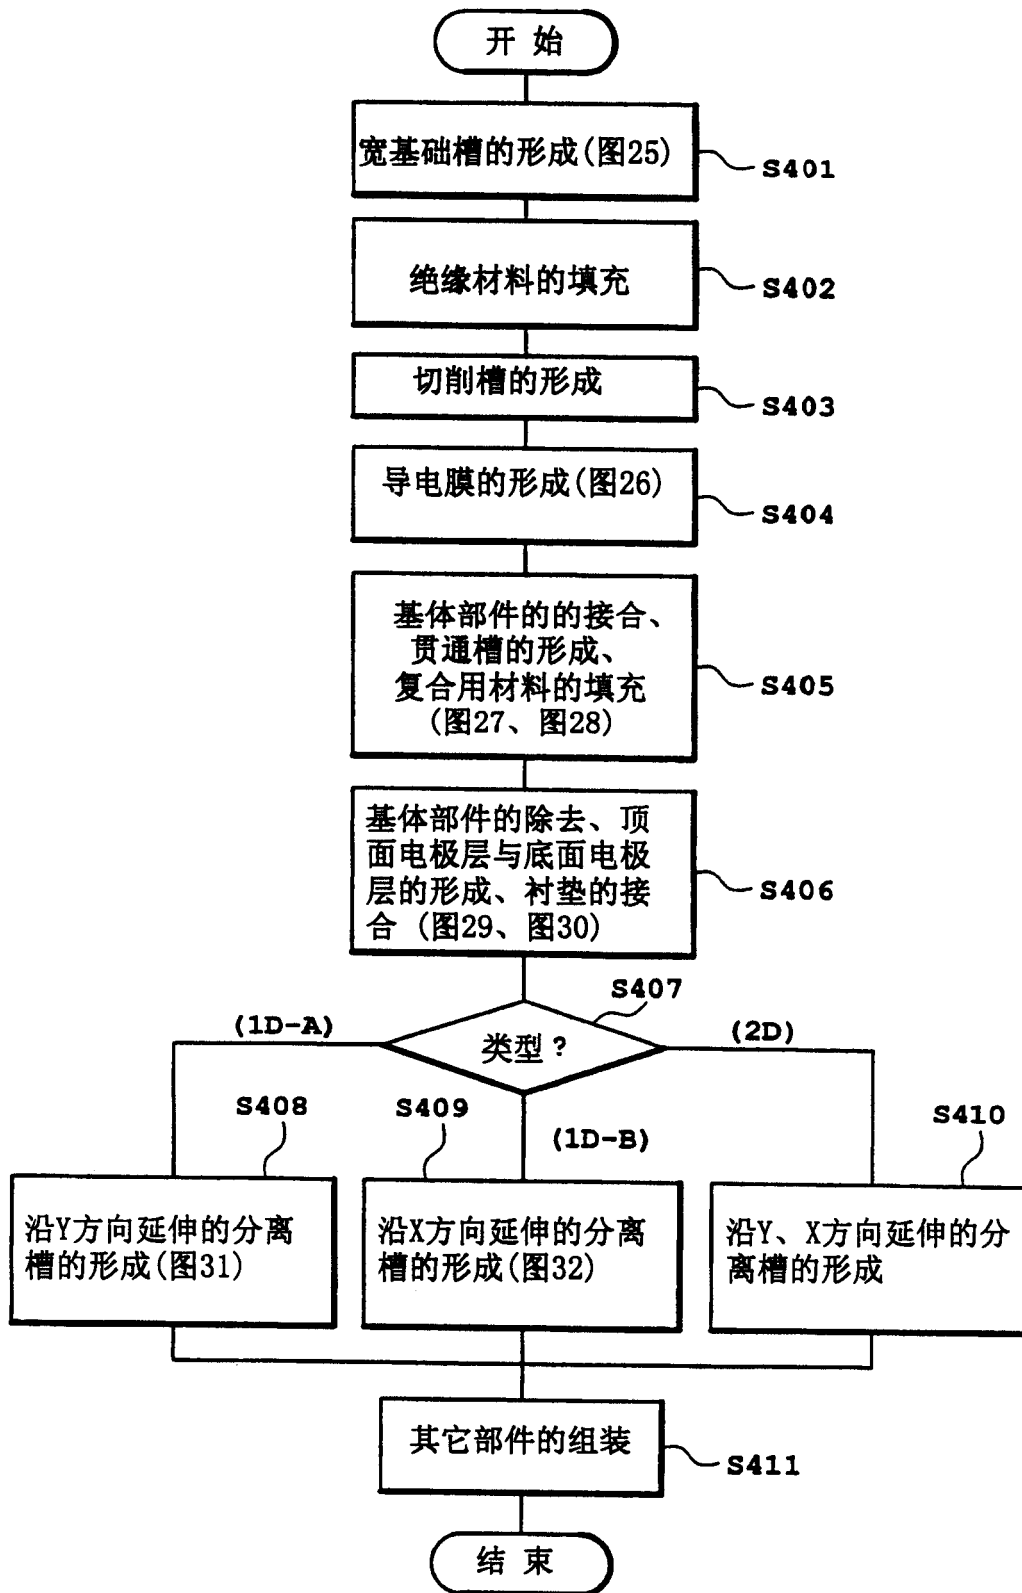 开 始
宽基础槽的形成(图25)
S401
绝缘材料的填充
S402
切削槽的形成
S403
导电膜的形成(图26)
S404
基体部件的的接合、
贯通槽的形成、
复合用材料的填充
(图27、图28)
S405
基体部件的除去、顶
面电极层与底面电极
层的形成、衬垫的接
合 (图29、图30)
S406
S407
类型?
(1D-A)
(2D)
(1D-B)
S408
S409
S410
沿Y方向延伸的分离
槽的形成(图31)
沿X方向延伸的分离
槽的形成(图32)
沿Y、X方向延伸的分
离槽的形成
其它部件的组装
S411
结 束